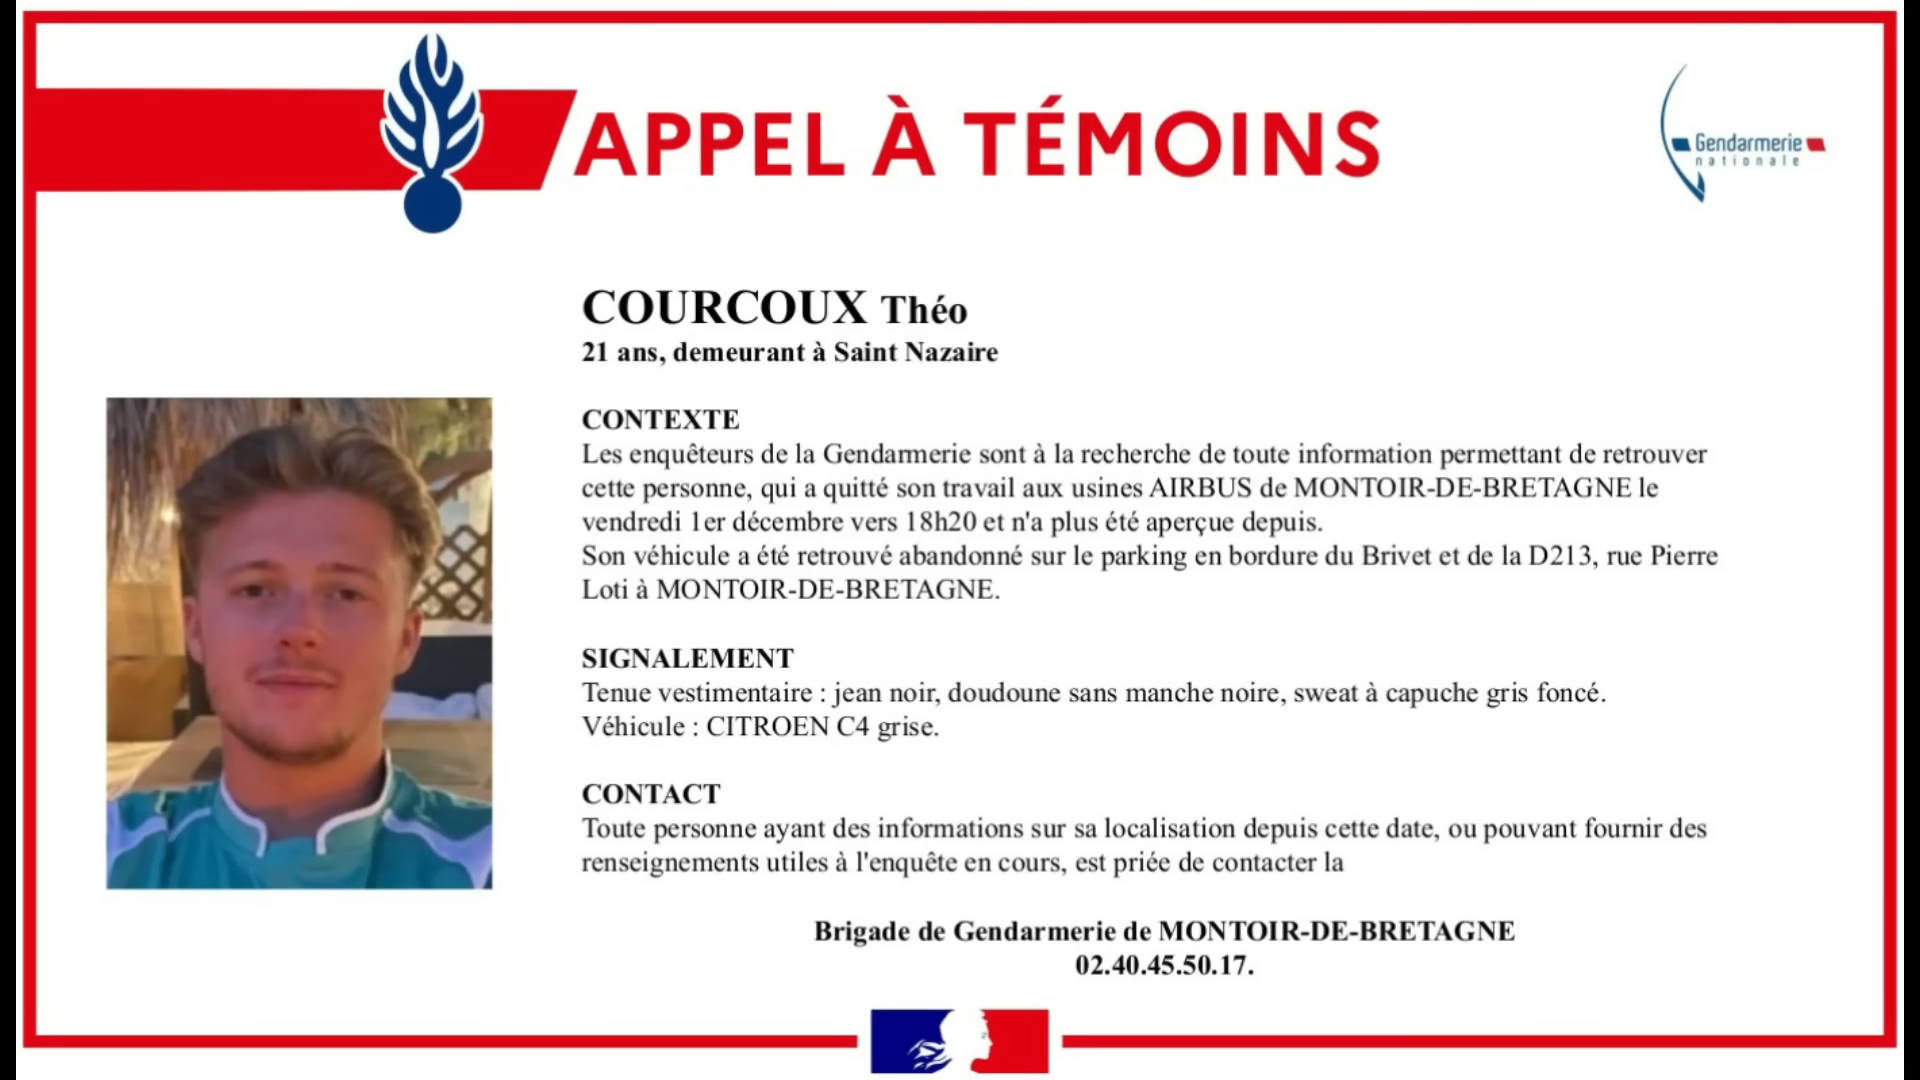 APPEL À TÉMOINS
Gendarmerie
nationale
COURCOUX Théo
21 ans, demeurant à Saint Nazaire
CONTEXTE
Les enquêteurs de la Gendarmerie sont à la recherche de toute information permettant de retrouver
cette personne, qui a quitté son travail aux usines AIRBUS de MONTOIR-DE-BRETAGNE le
vendredi 1er décembre vers 18h20 et n'a plus été aperçue depuis.
Son véhicule a été retrouvé abandonné sur le parking en bordure du Brivet et de la D213, rue Pierre
Loti à MONTOIR-DE-BRETAGNE.
SIGNALEMENT
Tenue vestimentaire : jean noir, doudoune sans manche noire, sweat à capuche gris foncé.
Véhicule : CITROEN C4 grise.
CONTACT
Toute personne ayant des informations sur sa localisation depuis cette date, ou pouvant fournir des
renseignements utiles à l'enquête en cours, est priée de contacter la
Brigade de Gendarmerie de MONTOIR-DE-BRETAGNE
02.40.45.50.17.